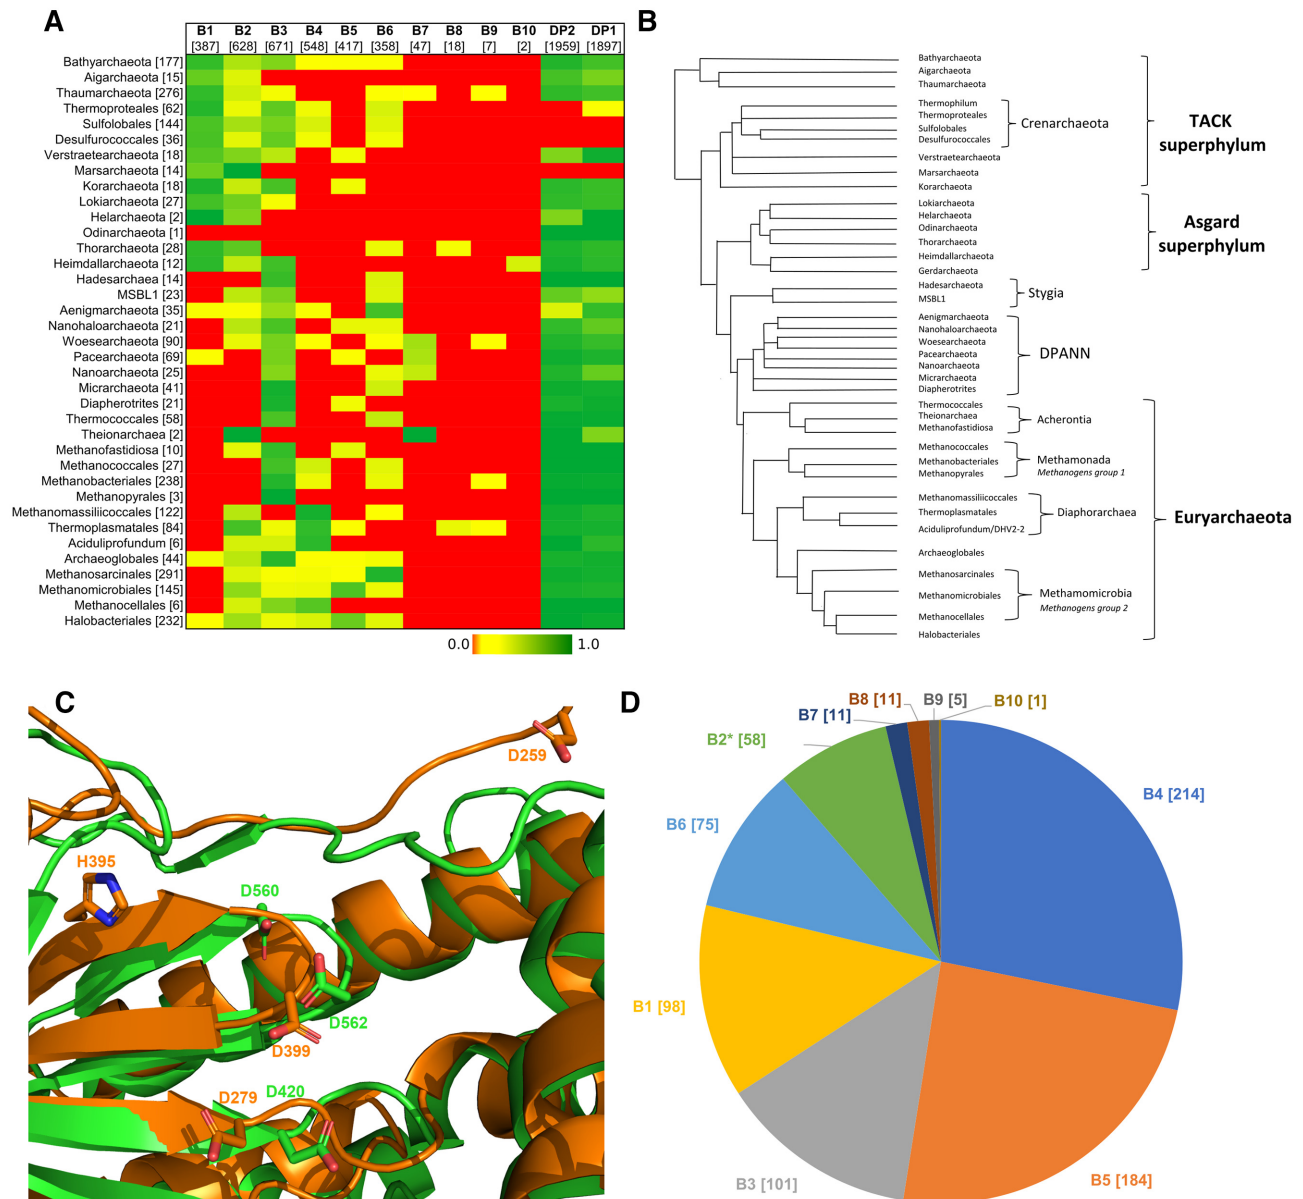 A
B1 B2 B3 B4 B5 B6 B7 B8 B9 B10 DP2 DP1
[387] [628] [671] [548] [417] [358] [47] [18] [7] [2] [1959] [1897]
Bathyarchaeota [177]
Aigarchaeota [15]
Thaumarchaeota [276]
Thermoproteales [62]
Sulfolobales [144]
Desulfurococcales [36]
Verstraetearchaeota [18]
Marsarchaeota [14]
Korarchaeota [18]
Lokiarchaeota [27]
Helarchaeota [2]
Odinarchaeota [1]
Thorarchaeota [28]
Heimdallarchaeota [12]
Hadesarchaea [14]
MSBL1 [23]
Aenigmarchaeota [35]
Nanohaloarchaeota [21]
Woesearchaeota [90]
Pacearchaeota [69]
Nanoarchaeota [25]
Micrarchaeota [41]
Diapherotrites [21]
Thermococcales [58]
Theionarchaea [2]
Methanofastidiosa [10]
Methanococcales [27]
Methanobacteriales [238]
Methanopyrales [3]
Methanomassiliicoccales [122]
Thermoplasmatales [84]
Aciduliprofundum [6]
Archaeoglobales [44]
Methanosarcinales [291]
Methanomicrobiales [145]
Methanocellales [6]
Halobacteriales [232]
0.0 1.0
B
Bathyarchaeota
Aigarchaeota
Thaumarchaeota
Thermophilum
Thermoproteales
Sulfolobales
Desulfurococcales
Verstraetearchaeota
Marsarchaeota
Korarchaeota
Lokiarchaeota
Helarchaeota
Odinarchaeota
Thorarchaeota
Heimdallarchaeota
Gerdarchaeota
Hadesarchaeota
MSBL1
Aenigmarchaeota
Nanohaloarchaeota
Woesearchaeota
Pacearchaeota
Nanoarchaeota
Micrarchaeota
Diapherotrites
Thermococcales
Theionarchaea
Methanofastidiosa
Methanococcales
Methanobacteriales
Methanopyrales
Methanomassiliicoccales
Thermoplasmatales
Aciduliprofundum/DHV2-2
Archaeoglobales
Methanosarcinales
Methanomicrobiales
Methanocellales
Halobacteriales
Crenarchaeota
Stygia
DPANN
Acherontia
Methamonada
Methanogens group 1
Diaphorarchaea
Methamomicrobia
Methanogens group 2
TACK
superphylum
Asgard
superphylum
Euryarchaeota
C
D259
H395
D560
D562
D399
D279
D420
D
B10 [1]
B9 [5]
B8 [11]
B7 [11]
B2* [58]
B6 [75]
B1 [98]
B3 [101]
B5 [184]
B4 [214]